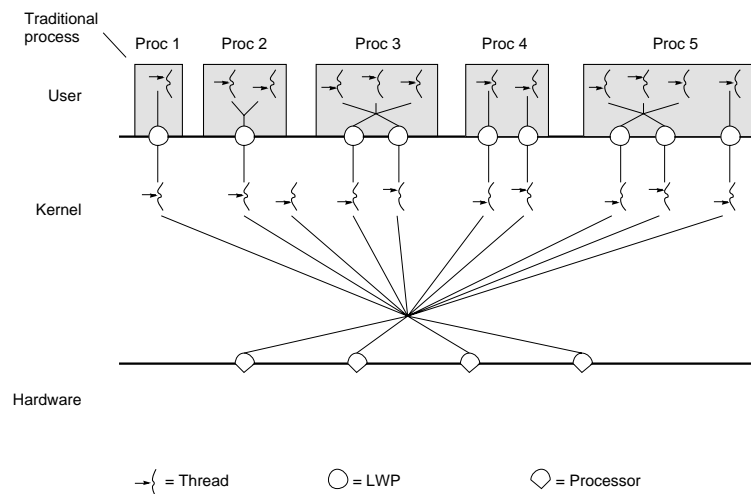 Traditional
process
Proc 1
Proc 2
Proc 3
Proc 4
Proc 5
User
Kernel
Hardware
= Thread
= LWP
= Processor